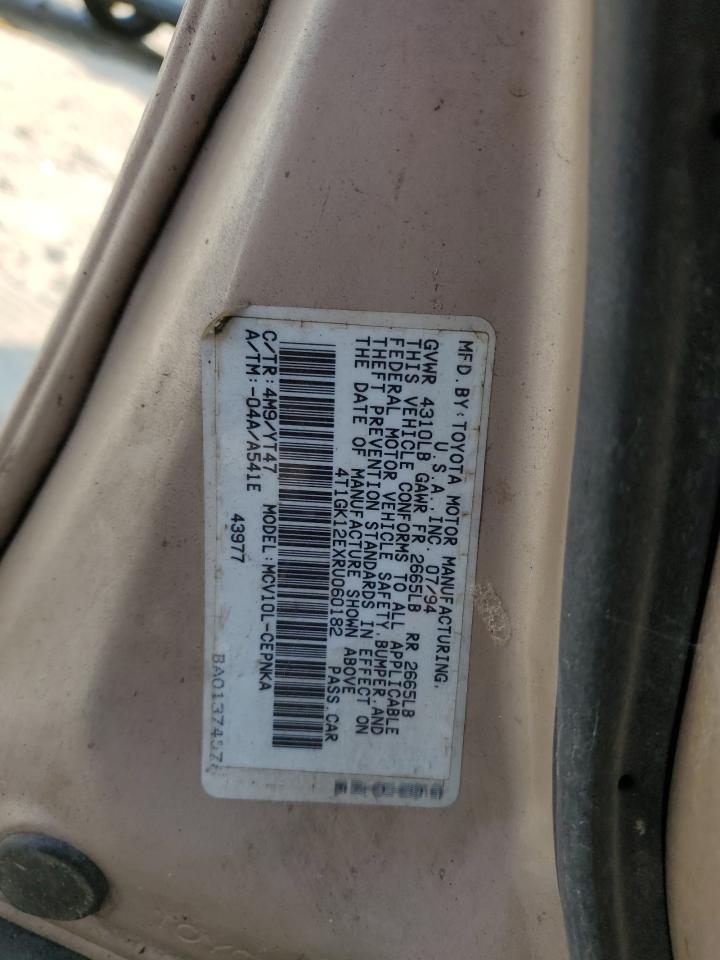 MFD.BY:TOYOTA MOTOR MANUFACTURING,
U.S.A.,INC. 07/94
GVWR 4310LB GAWR FR 2665LB RR 2665LB
THIS VEHICLE CONFORMS TO ALL APPLICABLE
FEDERAL MOTOR VEHICLE SAFETY,BUMPER,AND
THEFT PREVENTION STANDARDS IN EFFECT ON
THE DATE OF MANUFACTURE SHOWN ABOVE
4T1GK12EXRU060182 PASS.CAR
C/TR:4M9/YT47 MODEL:MCV10L-CEPNKA
A/TM:-04A/A541E
43977